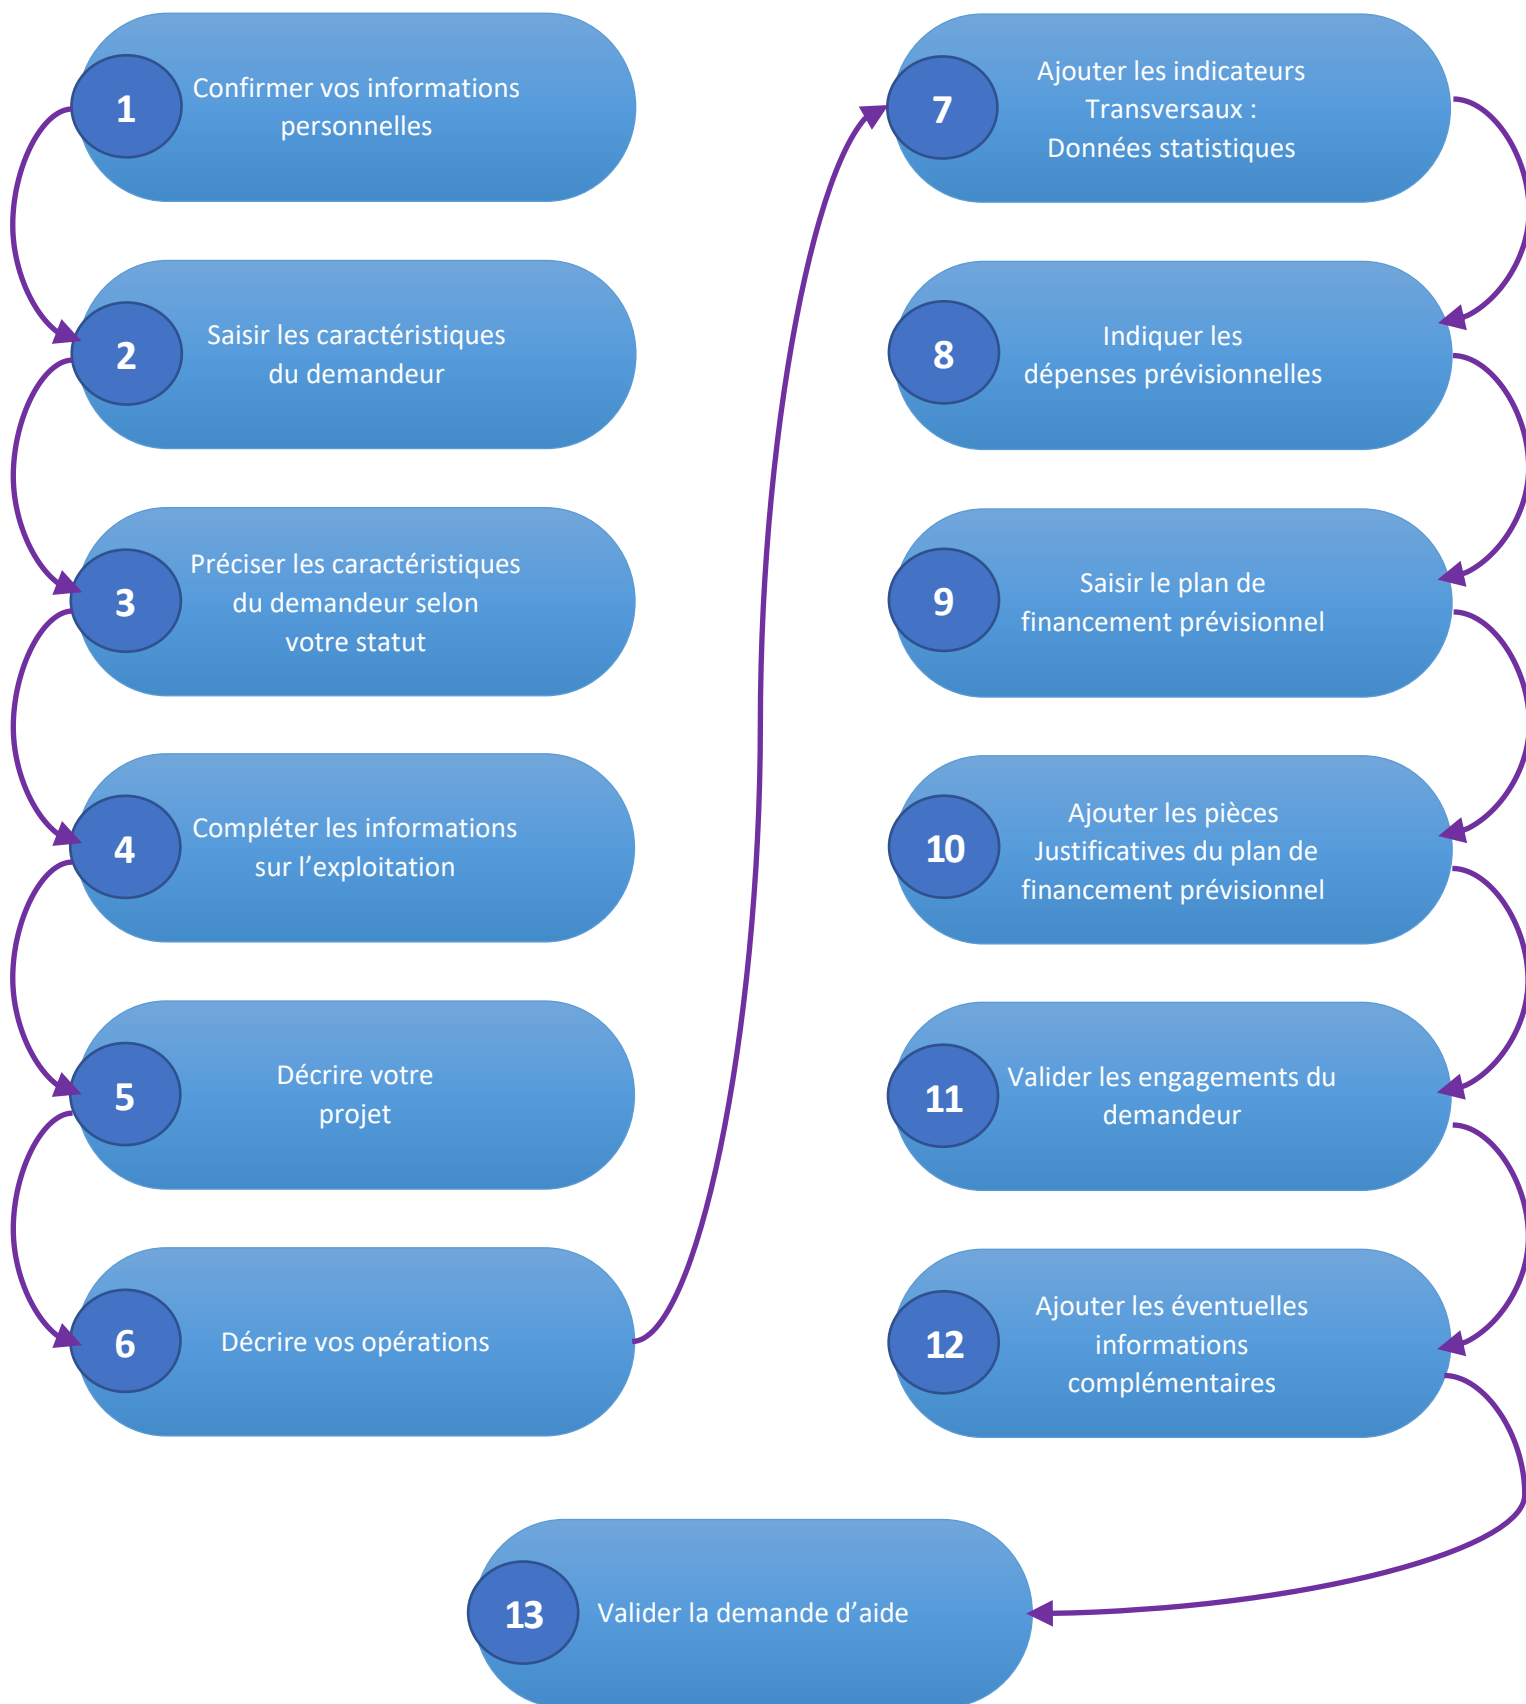 1
Confirmer vos informations
personnelles
2
Saisir les caractéristiques
du demandeur
3
Préciser les caractéristiques
du demandeur selon
votre statut
4
Compléter les informations
sur l’exploitation
5
Décrire votre
projet
6
Décrire vos opérations
7
Ajouter les indicateurs
Transversaux :
Données statistiques
8
Indiquer les
dépenses prévisionnelles
9
Saisir le plan de
financement prévisionnel
10
Ajouter les pièces
Justificatives du plan de
financement prévisionnel
11
Valider les engagements du
demandeur
12
Ajouter les éventuelles
informations
complémentaires
13
Valider la demande d’aide